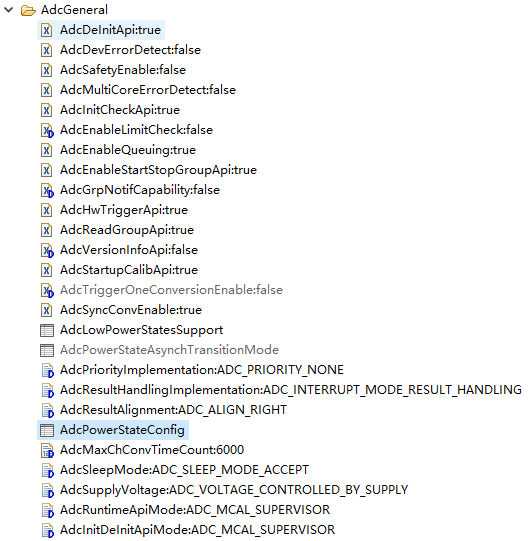 AdcGeneral
AdcDeInitApi:true
AdcDevErrorDetect:false
AdcSafetyEnable:false
AdcMultiCoreErrorDetect:false
AdcInitCheckApi:true
AdcEnableLimitCheck:false
AdcEnableQueuing:true
AdcEnableStartStopGroupApi:true
AdcGrpNotifCapability:false
AdcHwTriggerApi:true
AdcReadGroupApi:true
AdcVersionInfoApi:false
AdcStartupCalibApi:true
AdcTriggerOneConversionEnable:false
AdcSyncConvEnable:true
AdcLowPowerStatesSupport
AdcPowerStateAsynchTransitionMode
AdcPriorityImplementation:ADC_PRIORITY_NONE
AdcResultHandlingImplementation:ADC_INTERRUPT_MODE_RESULT_HANDLING
AdcResultAlignment:ADC_ALIGN_RIGHT
AdcPowerStateConfig
AdcMaxChConvTimeCount:6000
AdcSleepMode:ADC_SLEEP_MODE_ACCEPT
AdcSupplyVoltage:ADC_VOLTAGE_CONTROLLED_BY_SUPPLY
AdcRuntimeApiMode:ADC_MCAL_SUPERVISOR
AdcInitDeInitApiMode:ADC_MCAL_SUPERVISOR